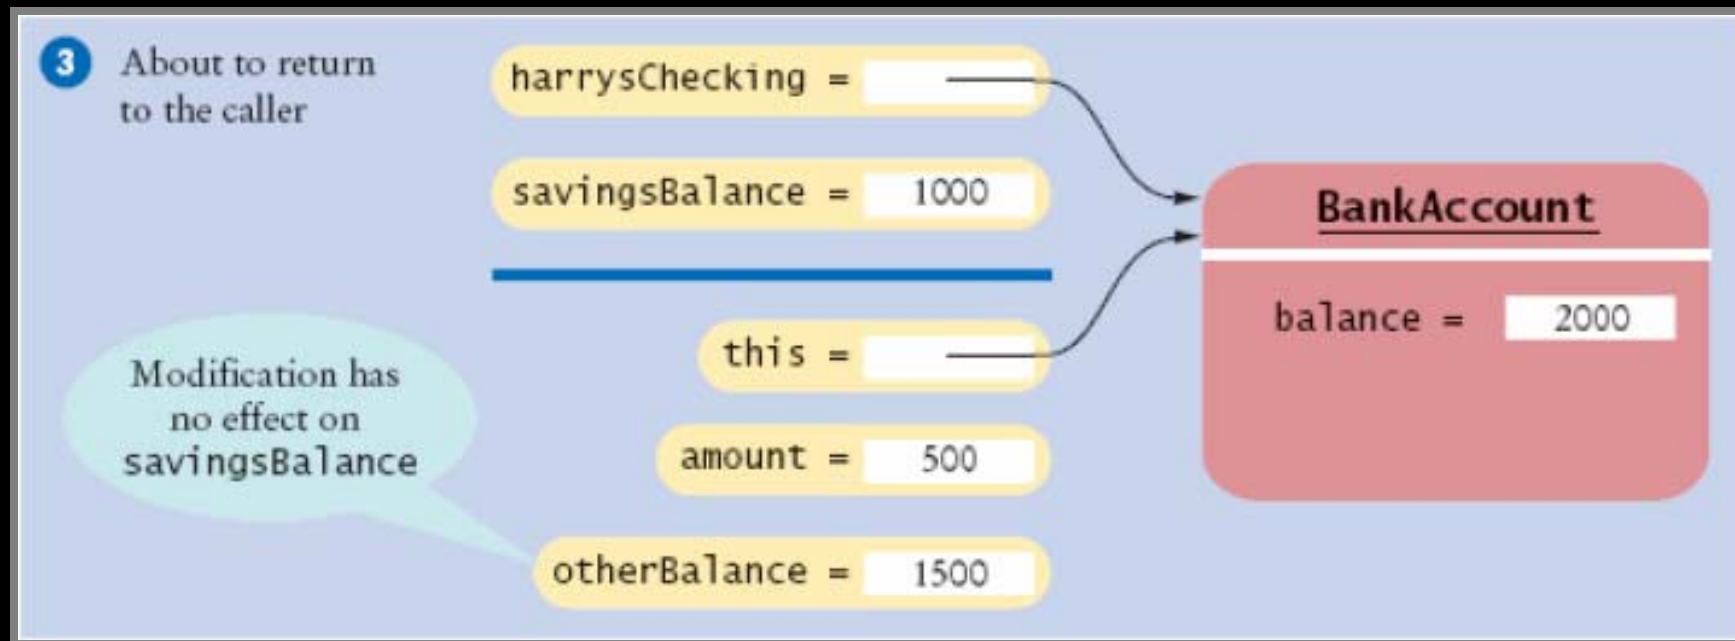 3 About to return
to the caller
harrysChecking =
savingsBalance = 1000
BankAccount
balance = 2000
this =
Modification has
no effect on
savingsBalance
amount = 500
otherBalance = 1500